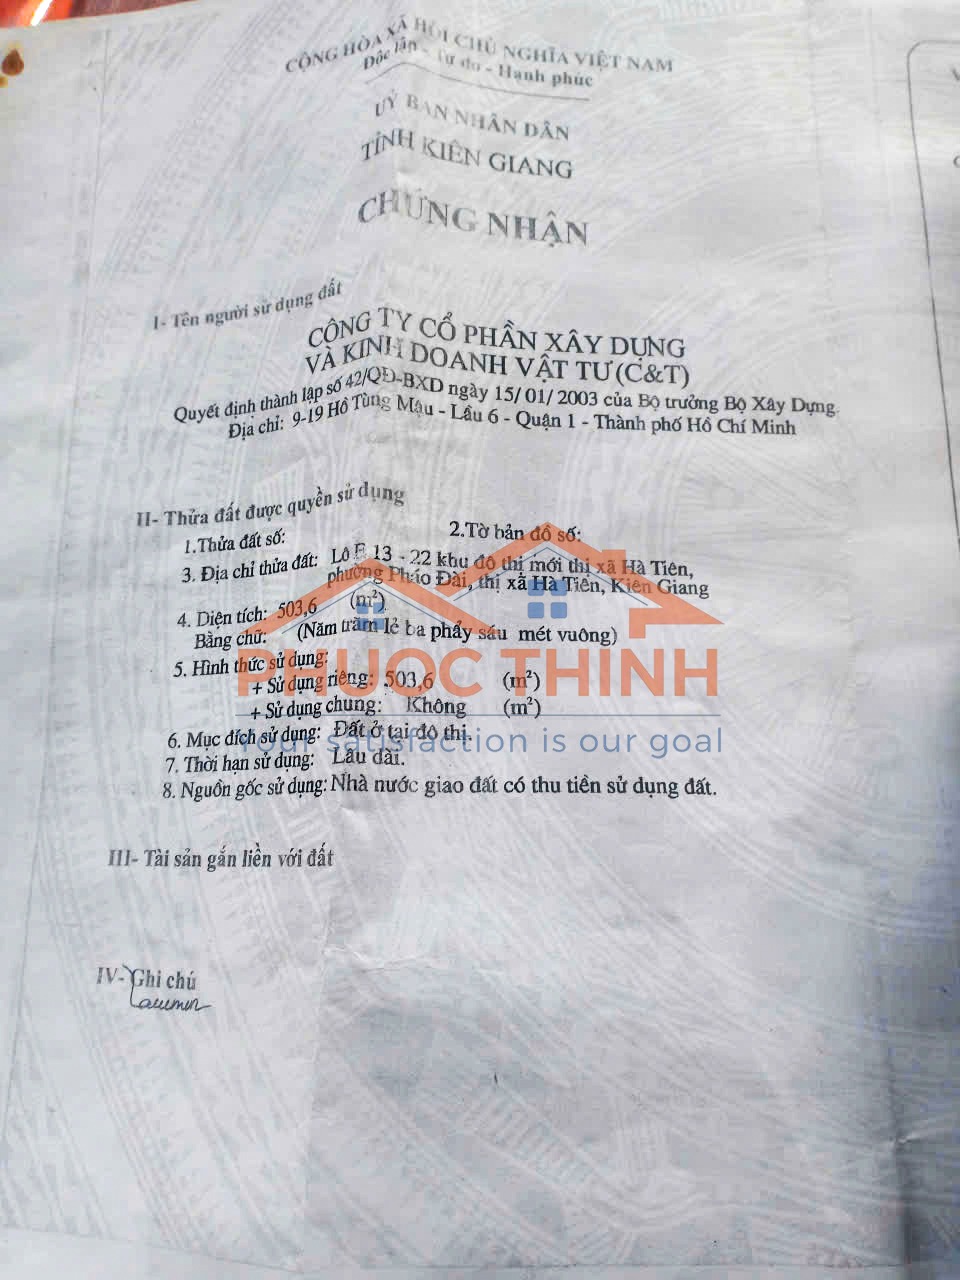 CỘNG HÒA XÃ HỘI CHỦ NGHĨA VIỆT NAM
Độc lập - Tự do - Hạnh phúc
UỶ BAN NHÂN DÂN
TỈNH KIÊN GIANG
CHỨNG NHẬN
I- Tên người sử dụng đất
CÔNG TY CỔ PHẦN XÂY DỰNG
VÀ KINH DOANH VẬT TƯ (C&T)
Quyết định thành lập số 42/QĐ-BXD ngày 15/ 01/ 2003 của Bộ trưởng Bộ Xây Dựng.
Địa chỉ: 9-19 Hồ Tùng Mậu - Lầu 6 - Quận 1 - Thành phố Hồ Chí Minh
II- Thửa đất được quyền sử dụng
1.Thửa đất số: 2.Tờ bản đồ số:
3. Địa chỉ thửa đất: Lô E 13 - 22 khu đô thị mới thị xã Hà Tiên,
phường Pháo Đài, thị xã Hà Tiên, Kiên Giang
4. Diện tích: 503,6 (m²)
Bằng chữ: (Năm trăm lẻ ba phẩy sáu mét vuông)
5. Hình thức sử dụng:
+ Sử dụng riêng: 503,6 (m²)
+ Sử dụng chung: Không (m²)
6. Mục đích sử dụng: Đất ở tại đô thị.
7. Thời hạn sử dụng: Lâu dài.
8. Nguồn gốc sử dụng: Nhà nước giao đất có thu tiền sử dụng đất.
III- Tài sản gắn liền với đất
IV- Ghi chú
PHUOC THINH
Your satisfaction is our goal